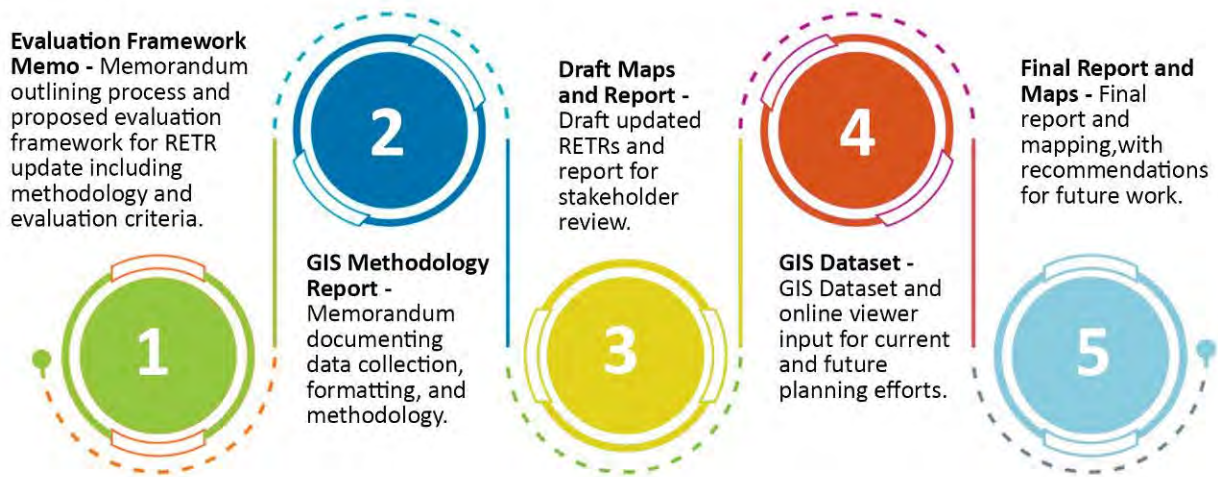 Evaluation Framework
Memo - Memorandum
outlining process and
proposed evaluation
framework for RETR
update including
methodology and
evaluation criteria.
1
2
GIS Methodology
Report -
Memorandum
documenting
data collection,
formatting, and
methodology.
Draft Maps
and Report -
Draft updated
RETRs and
report for
stakeholder
review.
3
4
GIS Dataset -
GIS Dataset and
online viewer
input for current
and future
planning efforts.
Final Report and
Maps - Final
report and
mapping,with
recommendations
for future work.
5